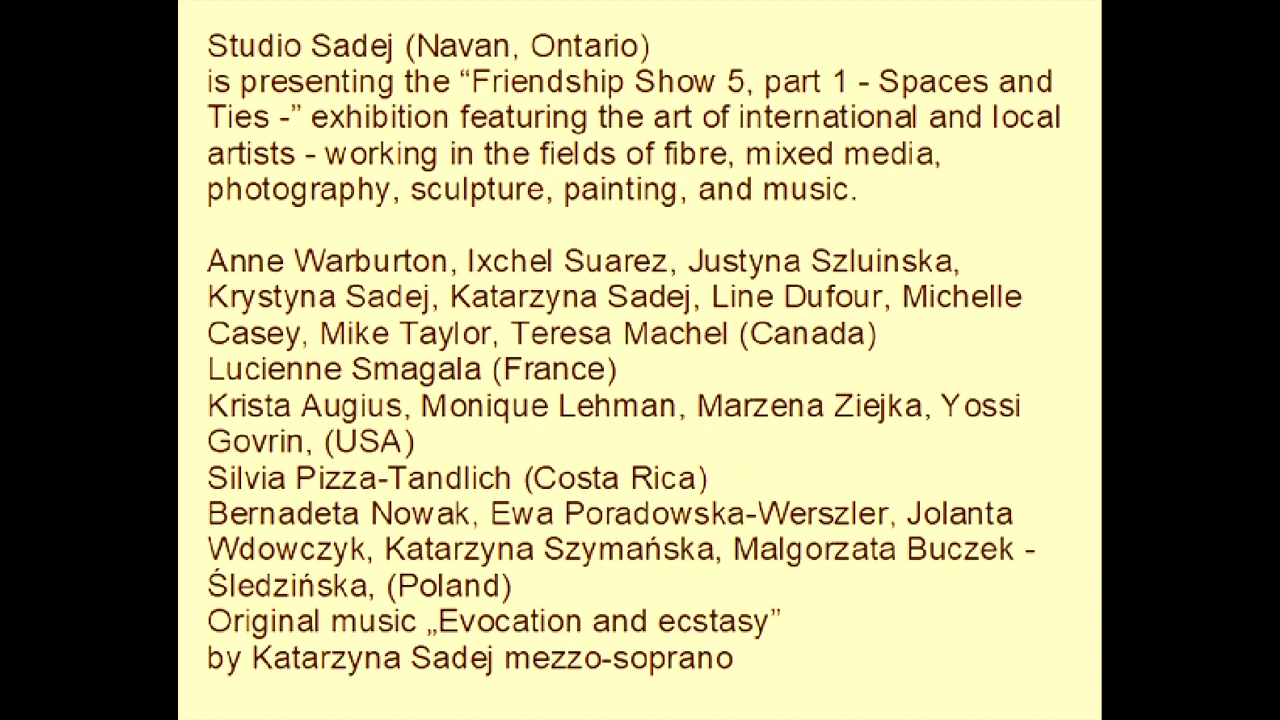 Studio Sadej (Navan, Ontario)
is presenting the “Friendship Show 5, part 1 - Spaces and
Ties -” exhibition featuring the art of international and local
artists - working in the fields of fibre, mixed media,
photography, sculpture, painting, and music.
Anne Warburton, Ixchel Suarez, Justyna Szluinska,
Krystyna Sadej, Katarzyna Sadej, Line Dufour, Michelle
Casey, Mike Taylor, Teresa Machel (Canada)
Lucienne Smagala (France)
Krista Augius, Monique Lehman, Marzena Ziejka, Yossi
Govrin, (USA)
Silvia Pizza-Tandlich (Costa Rica)
Bernadeta Nowak, Ewa Poradowska-Werszler, Jolanta
Wdowczyk, Katarzyna Szymańska, Malgorzata Buczek -
Śledzińska, (Poland)
Original music „Evocation and ecstasy”
by Katarzyna Sadej mezzo-soprano